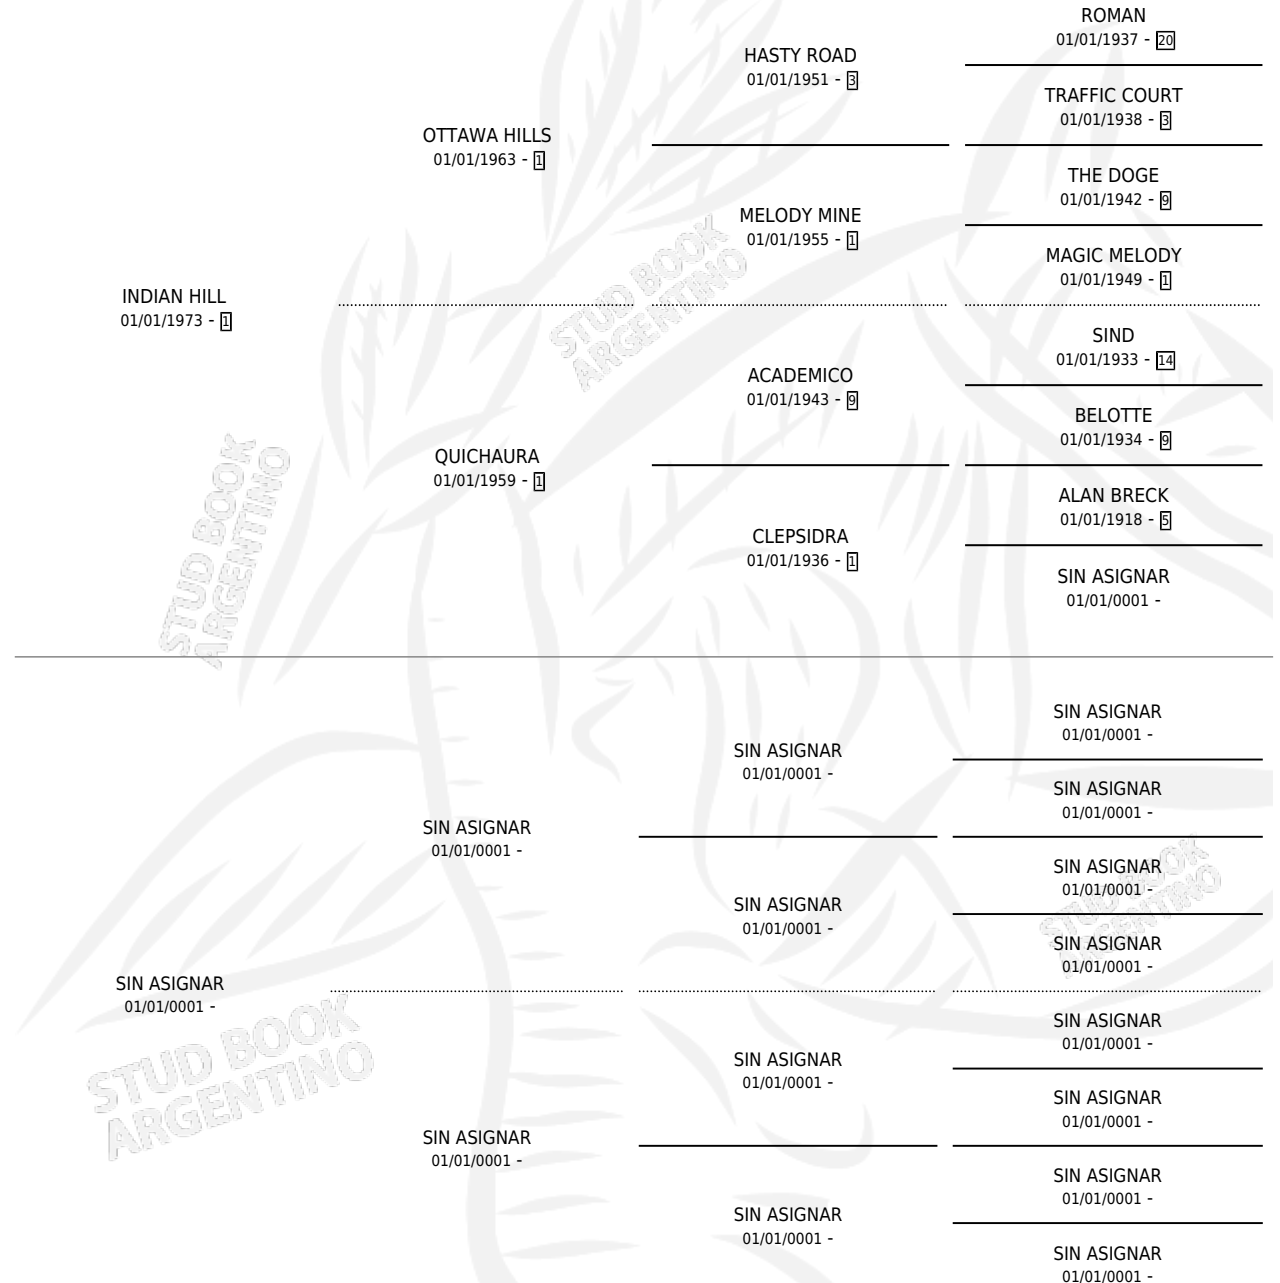 ROMAN
01/01/1937 - 20
HASTY ROAD
01/01/1951 - 3
TRAFFIC COURT
01/01/1938 - 3
OTTAWA HILLS
01/01/1963 - 1
THE DOGE
01/01/1942 - 9
MELODY MINE
01/01/1955 - 1
MAGIC MELODY
01/01/1949 - 1
INDIAN HILL
01/01/1973 - 1
STUD BOOK
ARGENTINO
SIND
01/01/1933 - 14
ACADEMICO
01/01/1943 - 9
BELOTTE
01/01/1934 - 9
QUICHAURA
01/01/1959 - 1
ALAN BRECK
01/01/1918 - 5
CLEPSIDRA
01/01/1936 - 1
SIN ASIGNAR
01/01/0001 -
STUD BOOK
ARGENTINO
SIN ASIGNAR
01/01/0001 -
SIN ASIGNAR
01/01/0001 -
SIN ASIGNAR
01/01/0001 -
SIN ASIGNAR
01/01/0001 -
SIN ASIGNAR
01/01/0001 -
SIN ASIGNAR
01/01/0001 -
STUD BOOK
ARGENTINO
SIN ASIGNAR
01/01/0001 -
SIN ASIGNAR
01/01/0001 -
STUD BOOK
ARGENTINO
SIN ASIGNAR
01/01/0001 -
SIN ASIGNAR
01/01/0001 -
SIN ASIGNAR
01/01/0001 -
SIN ASIGNAR
01/01/0001 -
SIN ASIGNAR
01/01/0001 -
SIN ASIGNAR
01/01/0001 -
SIN ASIGNAR
01/01/0001 -